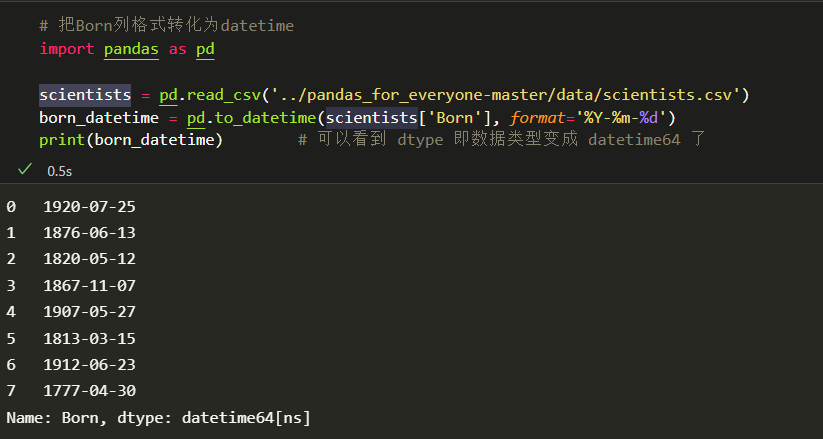 # 把Born列格式转化为datetime
import pandas as pd
scientists = pd.read_csv('../pandas_for_everyone-master/data/scientists.csv')
born_datetime = pd.to_datetime(scientists['Born'], format='%Y-%m-%d')
print(born_datetime)          # 可以看到 dtype 即数据类型变成 datetime64 了
0.5s
0   1920-07-25
1   1876-06-13
2   1820-05-12
3   1867-11-07
4   1907-05-27
5   1813-03-15
6   1912-06-23
7   1777-04-30
Name: Born, dtype: datetime64[ns]